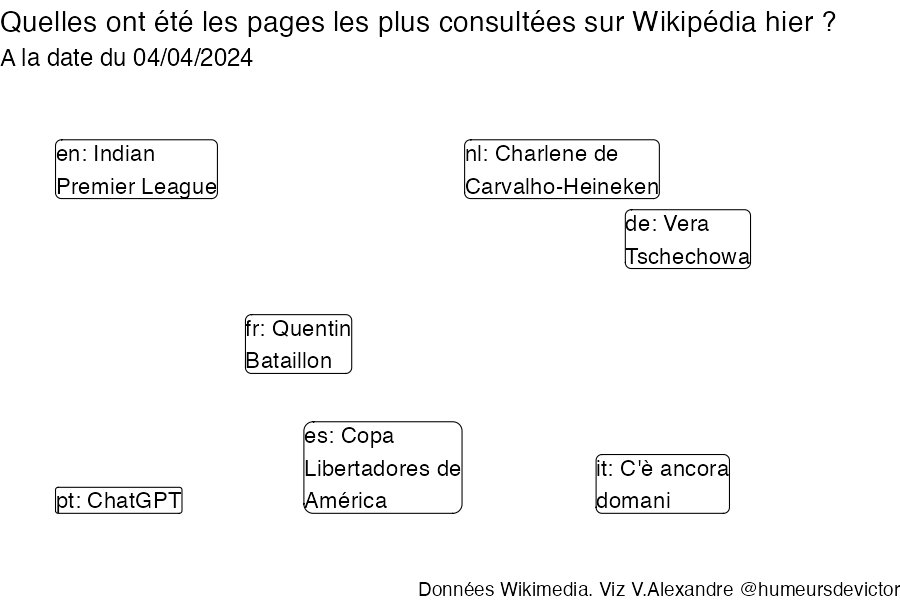 Quelles ont été les pages les plus consultées sur Wikipédia hier ?
A la date du 04/04/2024
en: Indian
Premier League
nl: Charlene de
Carvalho-Heineken
de: Vera
Tschechowa
fr: Quentin
Bataillon
es: Copa
Libertadores de
América
it: C'è ancora
domani
pt: ChatGPT
Données Wikimedia. Viz V.Alexandre @humeursdevictor